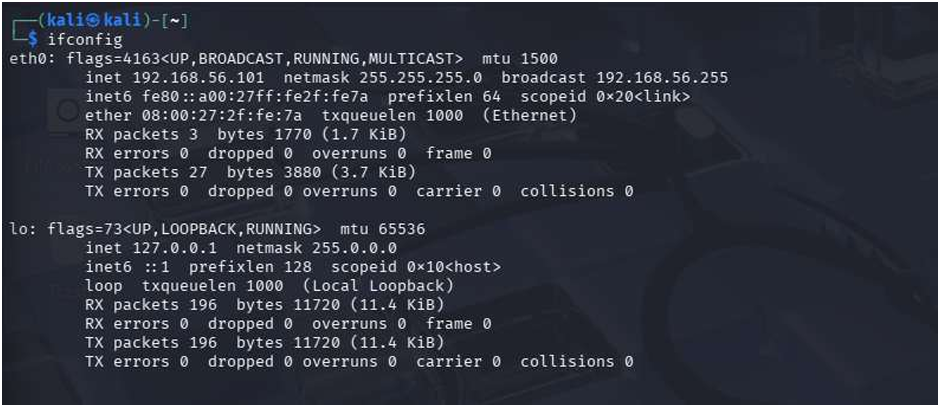 ┌──(kali㉿kali)-[~]
└─$ ifconfig
eth0: flags=4163<UP,BROADCAST,RUNNING,MULTICAST>  mtu 1500
        inet 192.168.56.101  netmask 255.255.255.0  broadcast 192.168.56.255
        inet6 fe80::a00:27ff:fe2f:fe7a  prefixlen 64  scopeid 0x20<link>
        ether 08:00:27:2f:fe:7a  txqueuelen 1000  (Ethernet)
        RX packets 3  bytes 1770 (1.7 KiB)
        RX errors 0  dropped 0  overruns 0  frame 0
        TX packets 27  bytes 3880 (3.7 KiB)
        TX errors 0  dropped 0 overruns 0  carrier 0  collisions 0

lo: flags=73<UP,LOOPBACK,RUNNING>  mtu 65536
        inet 127.0.0.1  netmask 255.0.0.0
        inet6 ::1  prefixlen 128  scopeid 0x10<host>
        loop  txqueuelen 1000  (Local Loopback)
        RX packets 196  bytes 11720 (11.4 KiB)
        RX errors 0  dropped 0  overruns 0  frame 0
        TX packets 196  bytes 11720 (11.4 KiB)
        TX errors 0  dropped 0 overruns 0  carrier 0  collisions 0